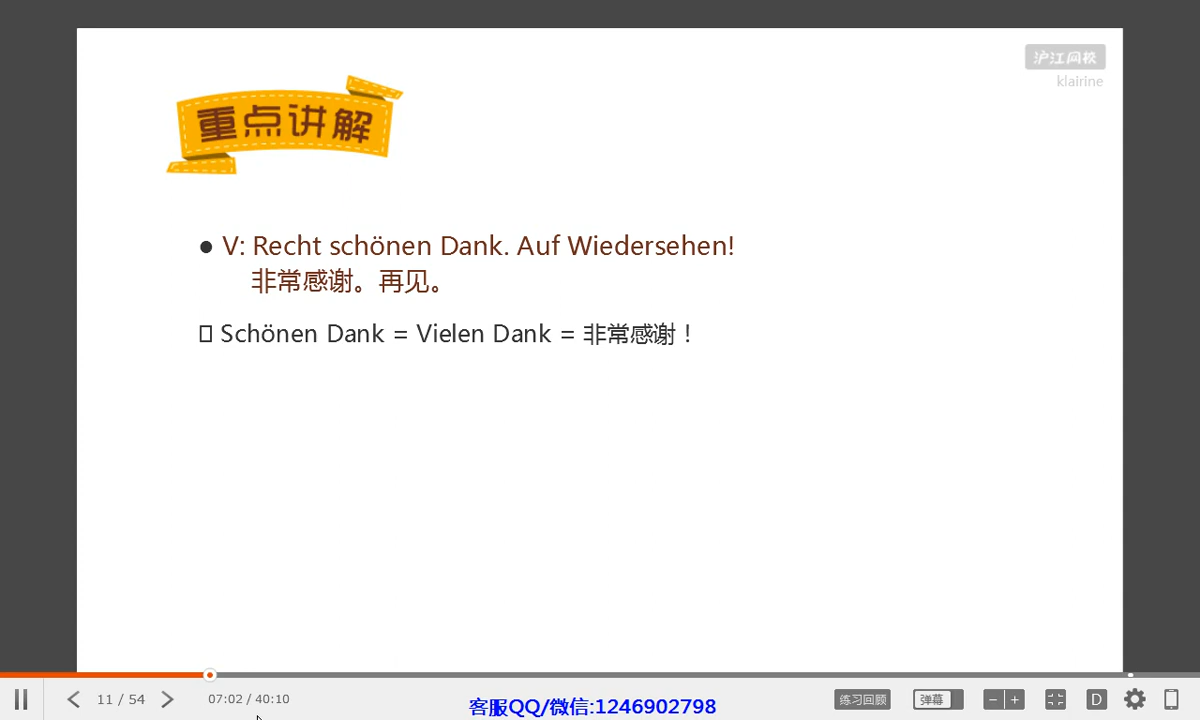 沪江网校
klairine
重点讲解
● V: Recht schönen Dank. Auf Wiedersehen!
非常感谢。再见。
Schönen Dank = Vielen Dank = 非常感谢！
11 / 54
07:02 / 40:10
客服QQ/微信:1246902798
练习回顾
弹幕
D